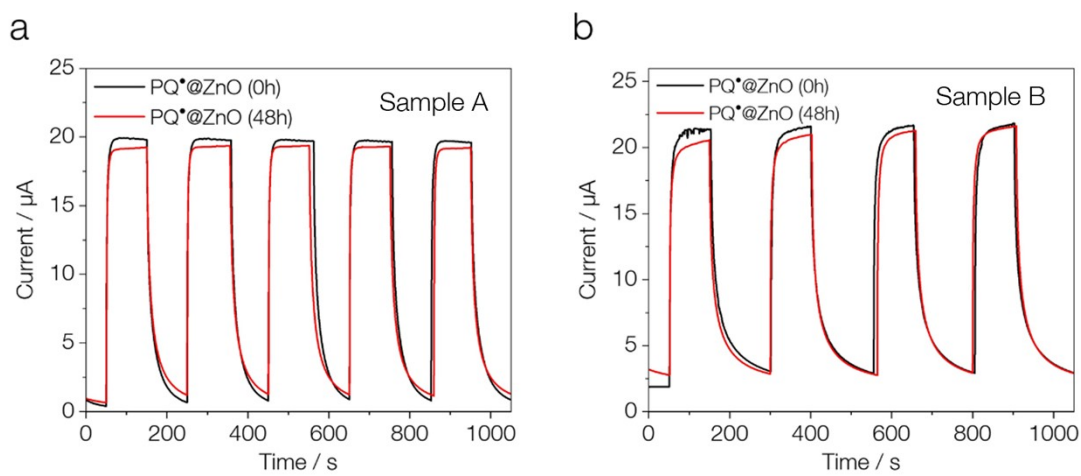 a
25
20
15
10
5
0
Current / µA
PQ•@ZnO (0h)
PQ•@ZnO (48h)
Sample A
0 200 400 600 800 1000
Time / s
b
25
20
15
10
5
0
Current / µA
PQ•@ZnO (0h)
PQ•@ZnO (48h)
Sample B
0 200 400 600 800 1000
Time / s